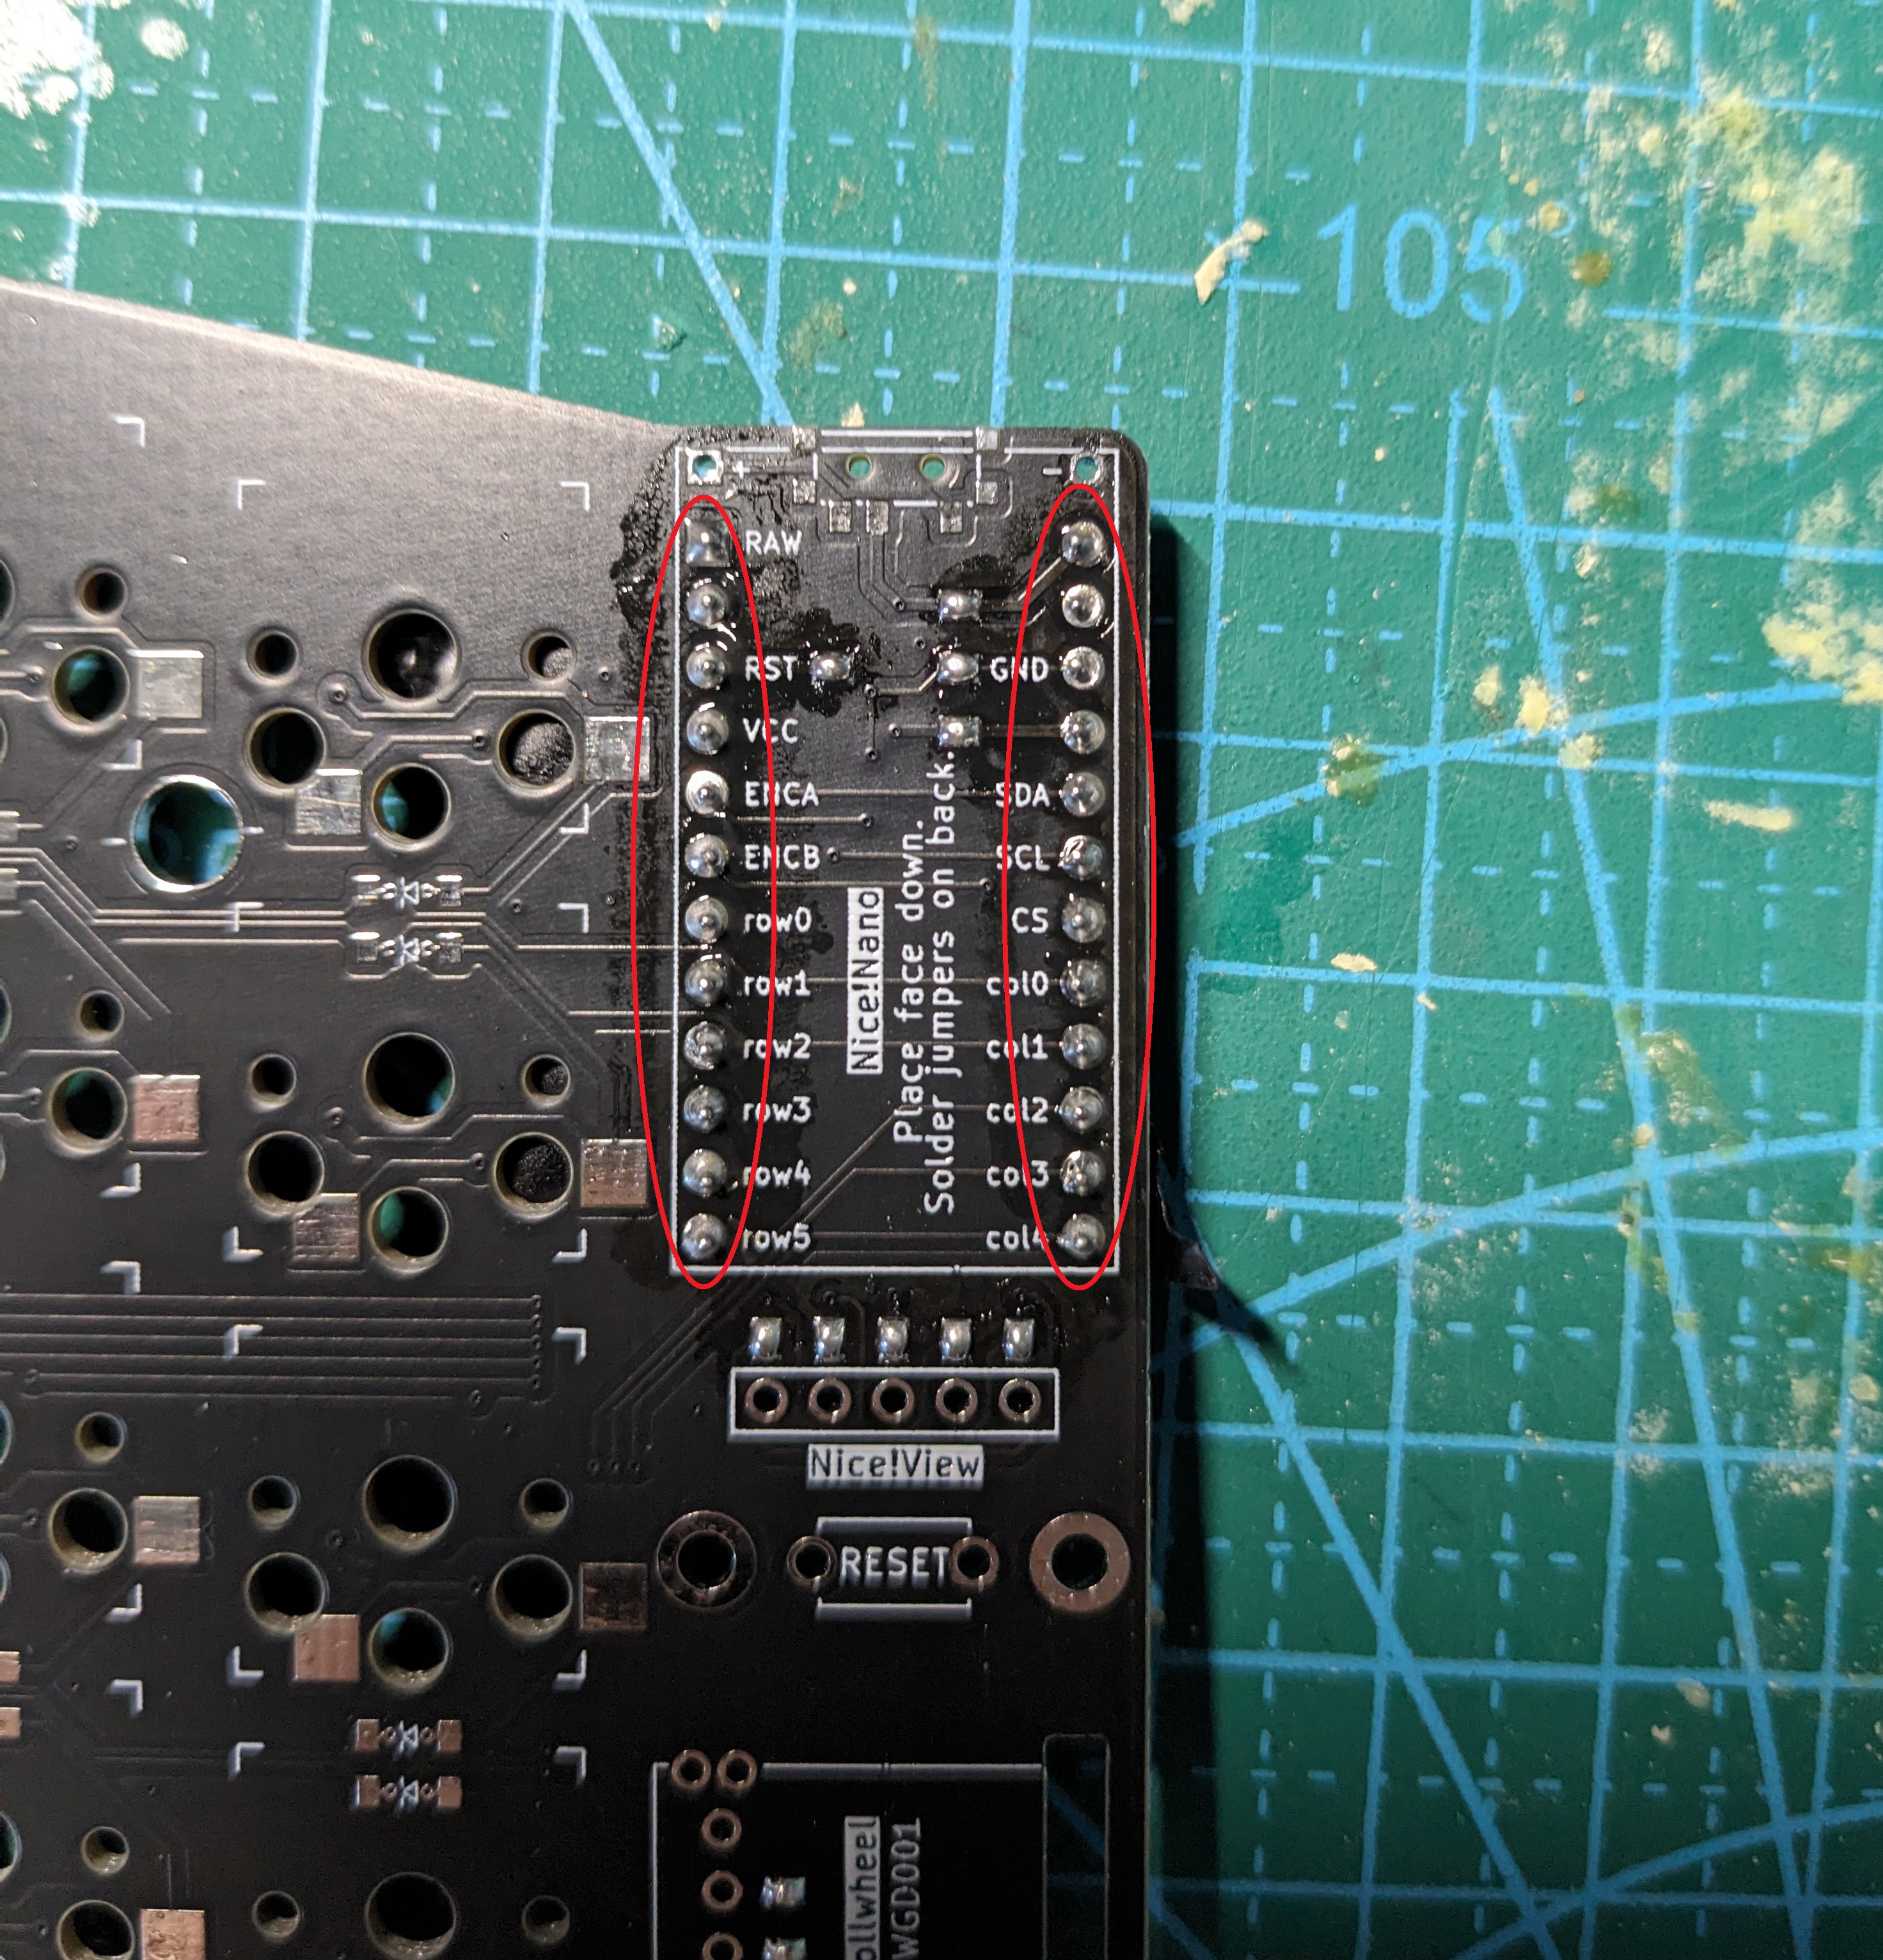 105°
+ -
RAW
RST GND
VCC
ENCA SDA
ENCB SCL
row0 CS
row1 col0
row2 col1
row3 col2
row4 col3
row5 col4
Nice!Nano
Place face down.
Solder jumpers on back.
Nice!View
RESET
ollwheel
WGD001